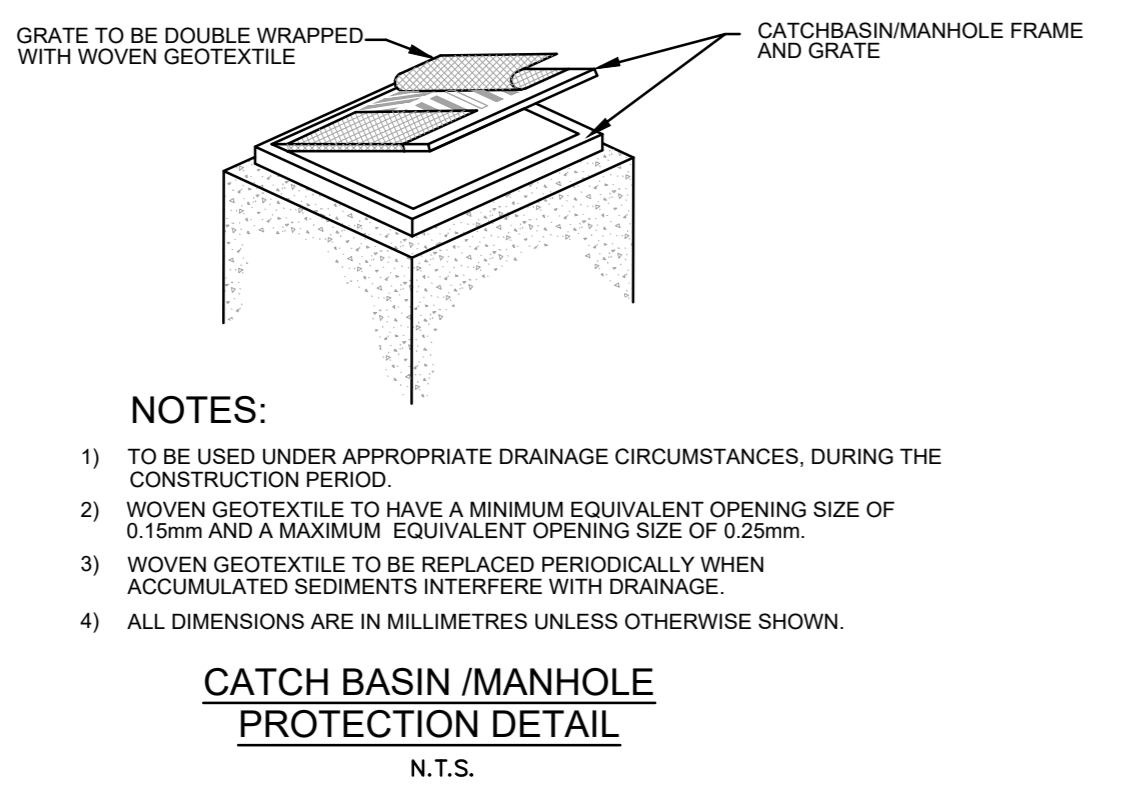 GRATE TO BE DOUBLE WRAPPED
WITH WOVEN GEOTEXTILE
CATCHBASIN/MANHOLE FRAME
AND GRATE
NOTES:
1) TO BE USED UNDER APPROPRIATE DRAINAGE CIRCUMSTANCES, DURING THE
CONSTRUCTION PERIOD.
2) WOVEN GEOTEXTILE TO HAVE A MINIMUM EQUIVALENT OPENING SIZE OF
0.15mm AND A MAXIMUM EQUIVALENT OPENING SIZE OF 0.25mm.
3) WOVEN GEOTEXTILE TO BE REPLACED PERIODICALLY WHEN
ACCUMULATED SEDIMENTS INTERFERE WITH DRAINAGE.
4) ALL DIMENSIONS ARE IN MILLIMETRES UNLESS OTHERWISE SHOWN.
CATCH BASIN /MANHOLE
PROTECTION DETAIL
N.T.S.